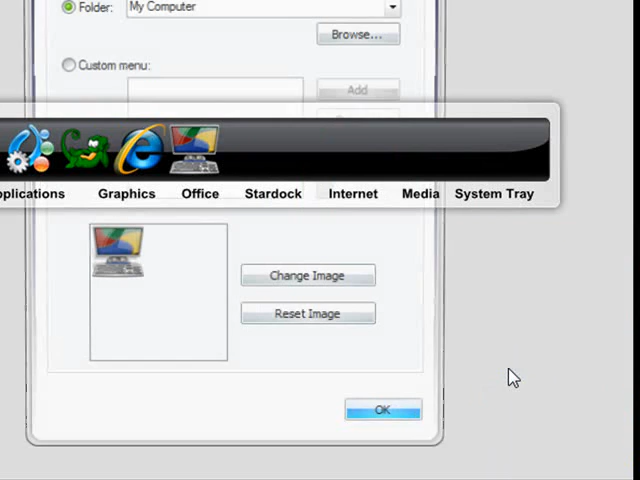 Folder: My Computer
Browse...
Custom menu:
Add
plications Graphics Office Stardock Internet Media System Tray
Change Image
Reset Image
OK